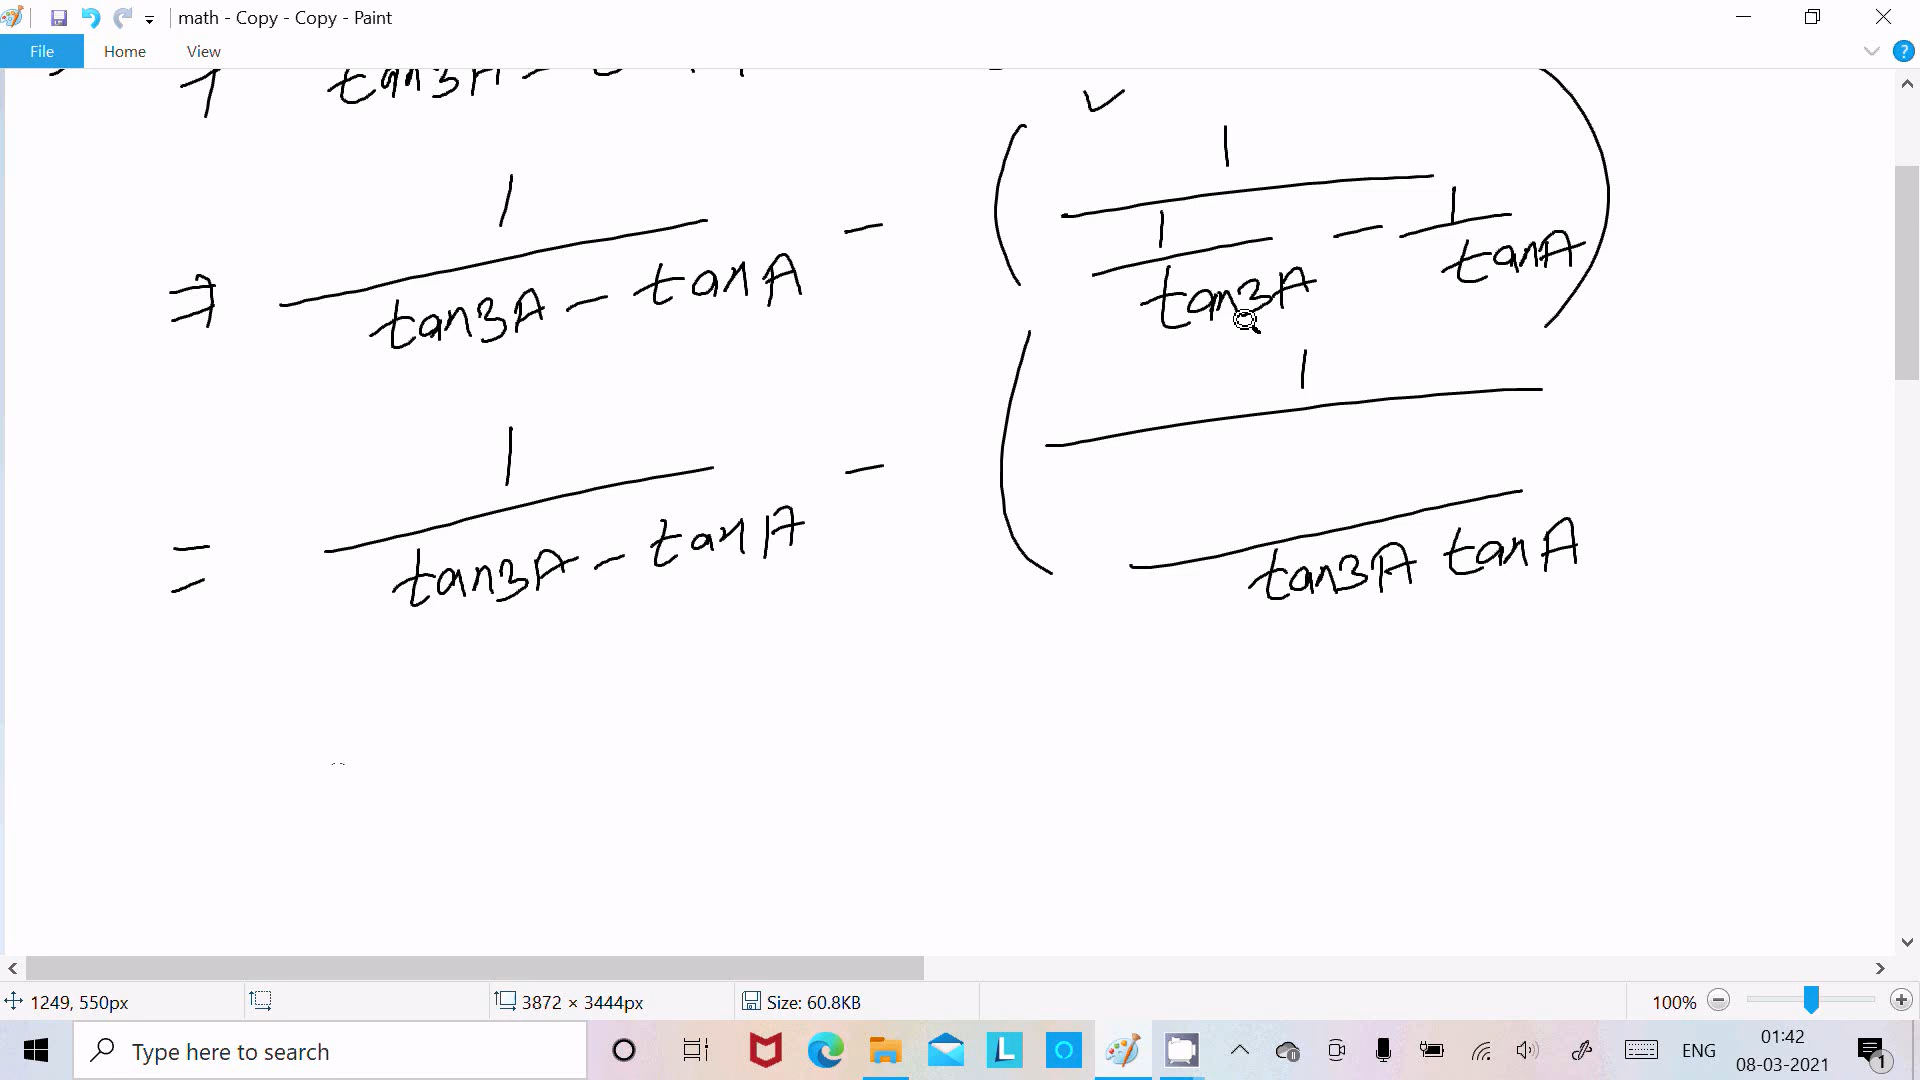 math - Copy - Copy - Paint
File Home View
tan3A -
⇒ 1 / (tan3A - tanA) - ( 1 / (1/tan3A - 1/tanA) )
= 1 / (tan3A - tanA) - ( 1 / ( / tan3A tanA)
1249, 550px
3872 × 3444px
Size: 60.8KB
100%
Type here to search
ENG
01:42
08-03-2021
1